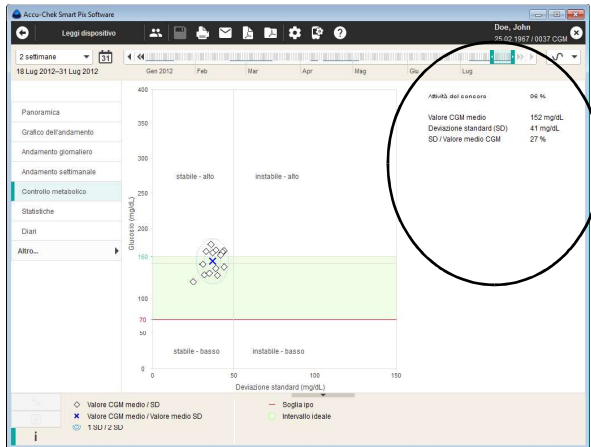 Accu-Chek Smart Pix Software
Leggi dispositivo
Doe, John
25.02.1967 / 0037 CGM
2 settimane
31
18 Lug 2012–31 Lug 2012
Gen 2012 Feb Mar Apr Mag Giu Lug
Panoramica
Grafico dell'andamento
Andamento giornaliero
Andamento settimanale
Controllo metabolico
Statistiche
Diari
Altro...
Glucosio (mg/dL)
400
350
300
250
200
160
100
70
50
0
stabile - alto
instabile - alto
stabile - basso
instabile - basso
0 50 100 150
Deviazione standard (mg/dL)
Attività del sensore 96 %
Valore CGM medio 152 mg/dL
Deviazione standard (SD) 41 mg/dL
SD / Valore medio CGM 27 %
Valore CGM medio / SD
Valore CGM medio / Valore medio SD
1 SD / 2 SD
Soglia ipo
Intervallo ideale